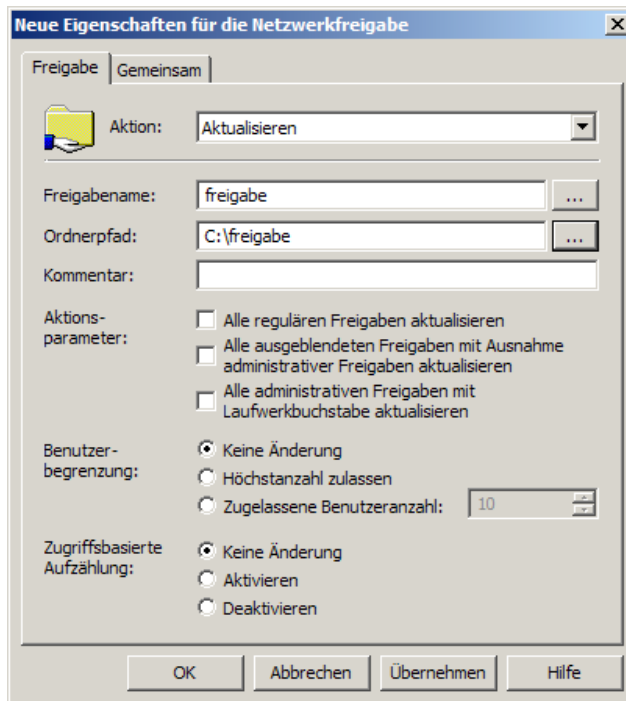 Neue Eigenschaften für die Netzwerkfreigabe
Freigabe
Gemeinsam
Aktion:
Aktualisieren
Freigabename:
freigabe
...
Ordnerpfad:
C:\freigabe
...
Kommentar:
Aktions-
parameter:
Alle regulären Freigaben aktualisieren
Alle ausgeblendeten Freigaben mit Ausnahme
administrativer Freigaben aktualisieren
Alle administrativen Freigaben mit
Laufwerkbuchstabe aktualisieren
Benutzer-
begrenzung:
Keine Änderung
Höchstanzahl zulassen
Zugelassene Benutzeranzahl:
10
Zugriffsbasierte
Aufzählung:
Keine Änderung
Aktivieren
Deaktivieren
OK
Abbrechen
Übernehmen
Hilfe